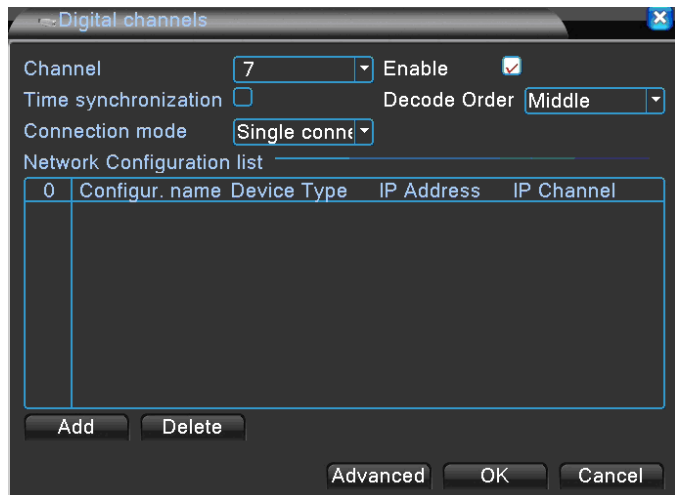 Digital channels
Channel 7 Enable
Time synchronization Decode Order Middle
Connection mode Single conne
Network Configuration list
0 Configur. name Device Type IP Address IP Channel
Add Delete
Advanced OK Cancel